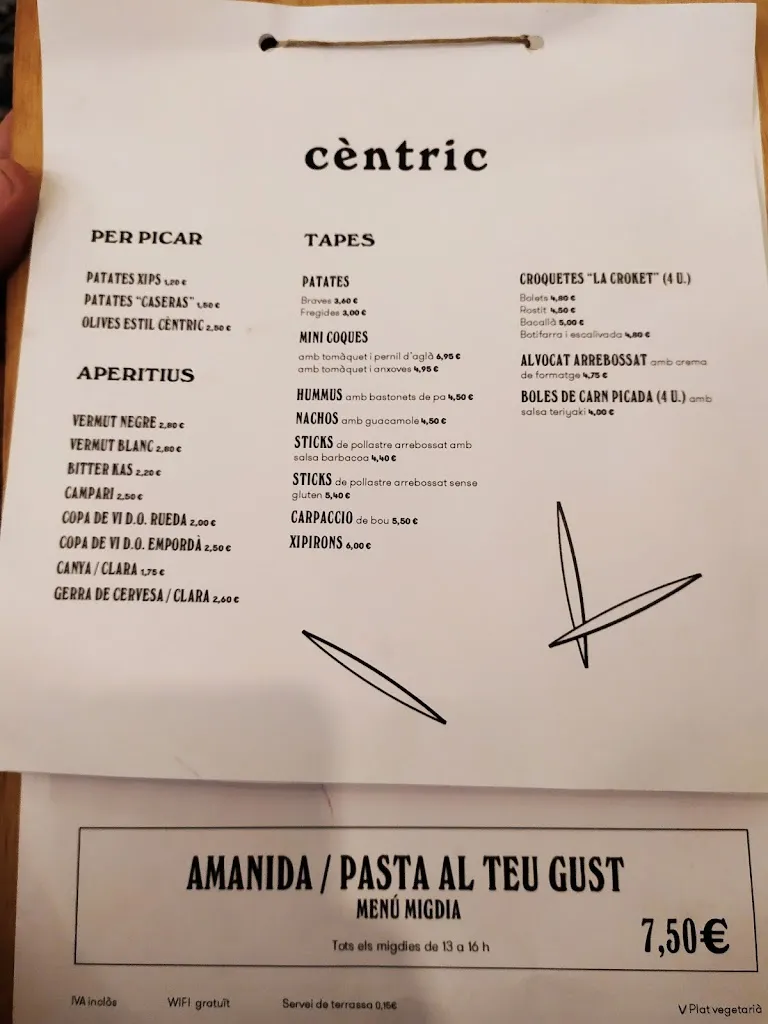 cèntric
PER PICAR
PATATES XIPS 1,20 €
PATATES "CASERAS" 1,50 €
OLIVES ESTIL CÈNTRIC 2,50 €
APERITIUS
VERMUT NEGRE 2,80 €
VERMUT BLANC 2,80 €
BITTER KAS 2,20 €
CAMPARI 2,50 €
COPA DE VI D.O. RUEDA 2,00 €
COPA DE VI D.O. EMPORDÀ 2,50 €
CANYA / CLARA 1,75 €
GERRA DE CERVESA / CLARA 2,60 €
TAPES
PATATES
Braves 3,60 €
Fregides 3,00 €
MINI COQUES
amb tomàquet i pernil d'aglà 6,95 €
amb tomàquet i anxoves 4,95 €
HUMMUS amb bastonets de pa 4,50 €
NACHOS amb guacamole 4,50 €
STICKS de pollastre arrebossat amb
salsa barbacoa 4,40 €
STICKS de pollastre arrebossat sense
gluten 5,40 €
CARPACCIO de bou 5,50 €
XIPIRONS 6,00 €
CROQUETES "LA CROKET" (4 U.)
Bolets 4,80 €
Rostit 4,50 €
Bacallà 5,00 €
Botifarra i escalivada 4,80 €
ALVOCAT ARREBOSSAT amb crema
de formatge 4,75 €
BOLES DE CARN PICADA (4 U.) amb
salsa teriyaki 4,00 €
AMANIDA / PASTA AL TEU GUST
MENÚ MIGDIA
Tots els migdies de 13 a 16 h
7,50€
IVA inclòs WIFI gratuït Servei de terrassa 0,15€ V Plat vegetarià